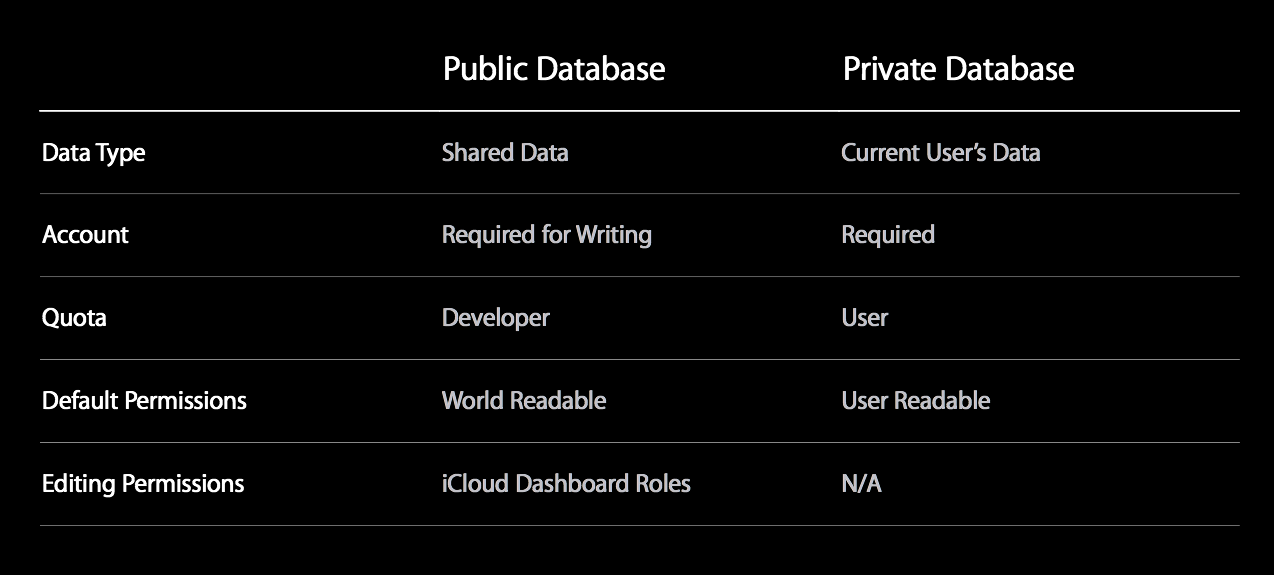 Public Database Private Database
Data Type Shared Data Current User’s Data
Account Required for Writing Required
Quota Developer User
Default Permissions World Readable User Readable
Editing Permissions iCloud Dashboard Roles N/A